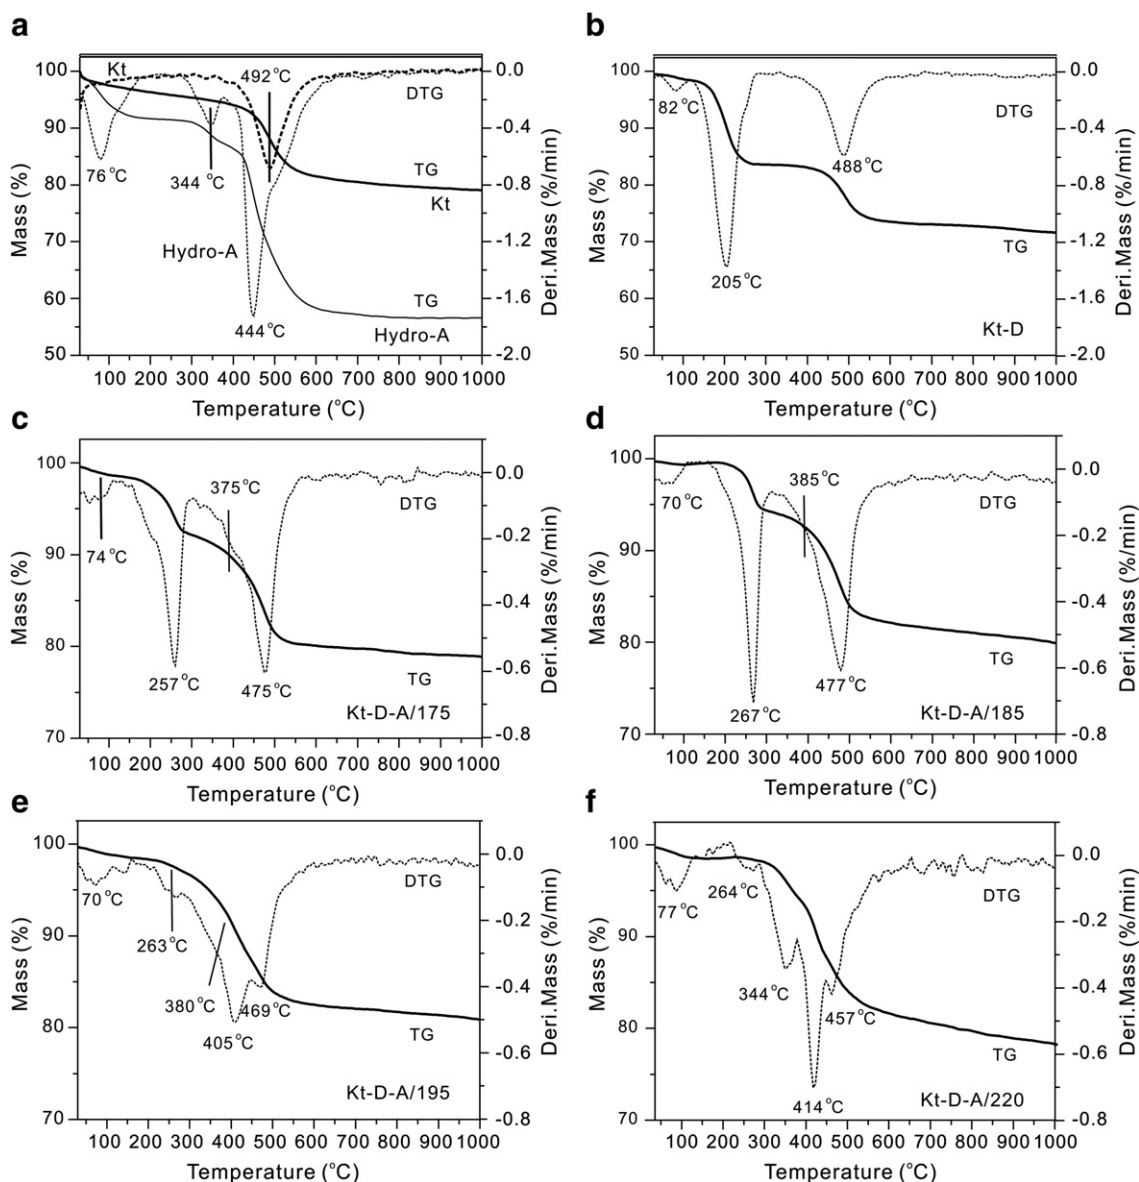 a
100
90
80
70
60
50
Mass (%)
Kt
492°C
DTG
76°C
344°C
TG
Kt
Hydro-A
TG
444°C
Hydro-A
0.0
-0.4
-0.8
-1.2
-1.6
-2.0
Deri.Mass (%/min)
100 200 300 400 500 600 700 800 900 1000
Temperature (°C)
b
100
90
80
70
60
50
Mass (%)
82°C
DTG
488°C
205°C
TG
Kt-D
0.0
-0.4
-0.8
-1.2
-1.6
-2.0
Deri.Mass (%/min)
100 200 300 400 500 600 700 800 900 1000
Temperature (°C)
c
100
90
80
70
Mass (%)
375°C
DTG
74°C
257°C
475°C
TG
Kt-D-A/175
0.0
-0.2
-0.4
-0.6
-0.8
Deri.Mass (%/min)
100 200 300 400 500 600 700 800 900 1000
Temperature (°C)
d
100
90
80
70
Mass (%)
70°C
385°C
DTG
267°C
477°C
TG
Kt-D-A/185
0.0
-0.2
-0.4
-0.6
-0.8
Deri.Mass (%/min)
100 200 300 400 500 600 700 800 900 1000
Temperature (°C)
e
100
90
80
70
Mass (%)
70°C
DTG
263°C
380°C
469°C
405°C
TG
Kt-D-A/195
0.0
-0.2
-0.4
-0.6
-0.8
Deri.Mass (%/min)
100 200 300 400 500 600 700 800 900 1000
Temperature (°C)
f
100
90
80
70
Mass (%)
77°C
264°C
DTG
344°C
457°C
TG
414°C
Kt-D-A/220
0.0
-0.2
-0.4
-0.6
-0.8
Deri.Mass (%/min)
100 200 300 400 500 600 700 800 900 1000
Temperature (°C)